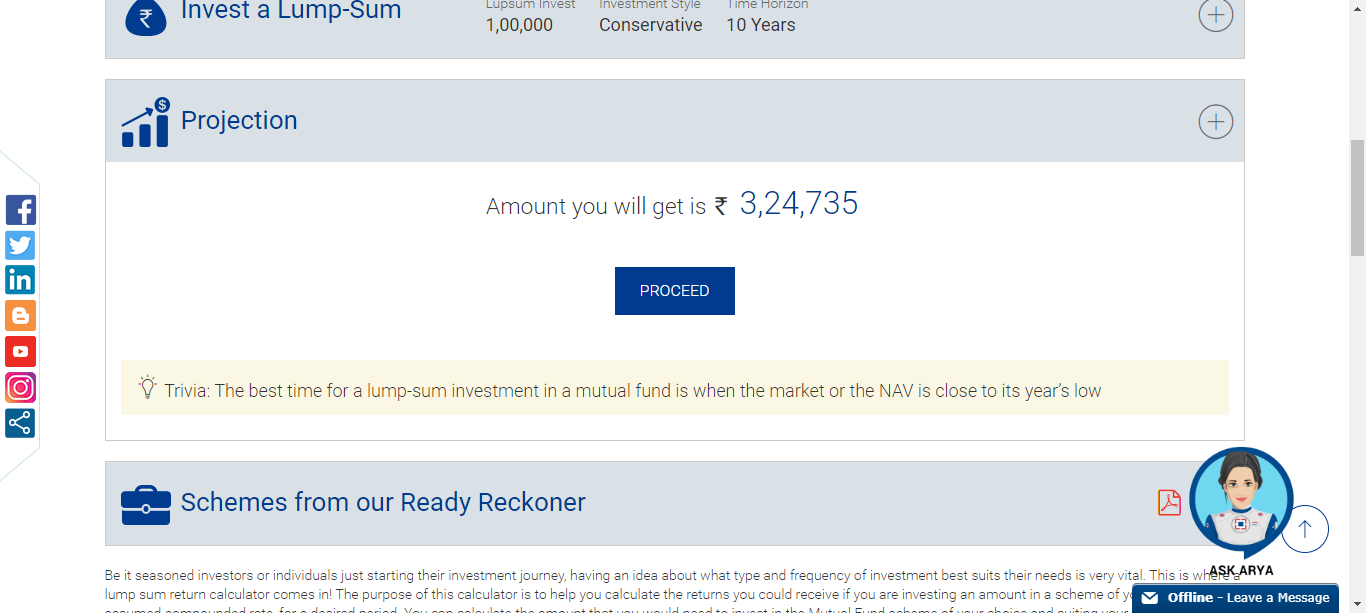 Invest a Lump-Sum
Lupsum Invest
1,00,000
Investment Style
Conservative
Time Horizon
10 Years
Projection
Amount you will get is ₹ 3,24,735
PROCEED
Trivia: The best time for a lump-sum investment in a mutual fund is when the market or the NAV is close to its year's low
Schemes from our Ready Reckoner
ASK ARYA
Be it seasoned investors or individuals just starting their investment journey, having an idea about what type and frequency of investment best suits their needs is very vital. This is where a
lump sum return calculator comes in! The purpose of this calculator is to help you calculate the returns you could receive if you are investing an amount in a scheme of
assumed compounded rate, for a desired period. You can calculate the amount that you would need to invest in the Mutual Fund scheme of your choice and suiting your
Offline - Leave a Message